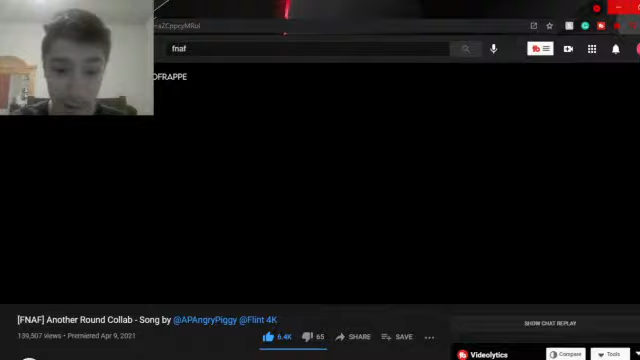 =aZCppcyMRuI
fnaf
DFRAPPE
[FNAF] Another Round Collab - Song by @APAngryPiggy @Flint 4K
139,507 views • Premiered Apr 9, 2021
6.4K 65 SHARE SAVE
SHOW CHAT REPLAY
Videolytics Compare Tools